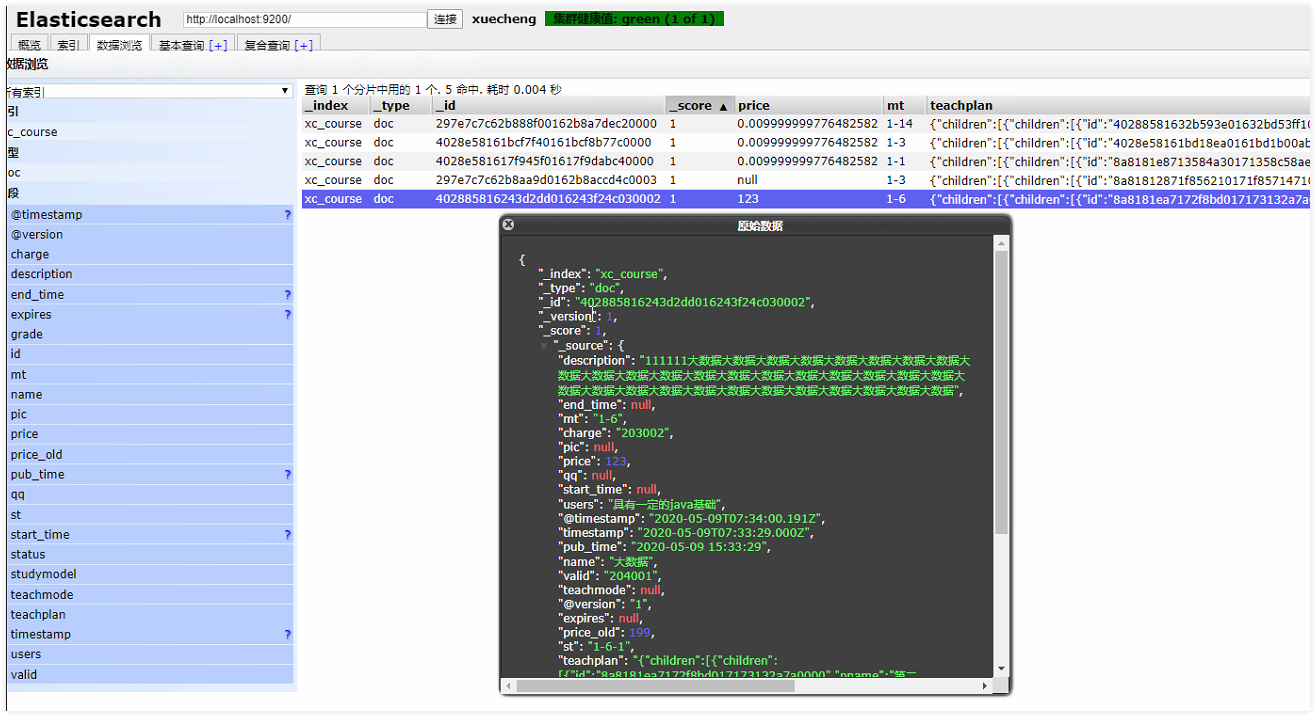 Elasticsearch http://localhost:9200/ 连接 xuecheng 集群健康值: green (1 of 1)
概览 索引 数据浏览 基本查询 [+] 复合查询 [+]
数据浏览
所有索引 ▼
引
c_course
型
oc
段
@timestamp ?
@version
charge
description
end_time ?
expires ?
grade
id
mt
name
pic
price
price_old
pub_time ?
qq
st
start_time ?
status
studymodel
teachmode
teachplan
timestamp ?
users
valid
查询 1 个分片中用的 1 个. 5 命中. 耗时 0.004 秒
_index _type _id _score ▲ price mt teachplan
xc_course doc 297e7c7c62b888f00162b8a7dec20000 1 0.009999999776482582 1-14 {"children":[{"children":[{"id":"40288581632b593e01632bd53ff10
xc_course doc 4028e58161bcf7f40161bcf8b77c0000 1 0.009999999776482582 1-3 {"children":[{"children":[{"id":"4028e58161bd18ea0161bd1b00ab
xc_course doc 4028e581617f945f01617f9dabc40000 1 0.009999999776482582 1-1 {"children":[{"children":[{"id":"8a8181e8713584a30171358c58ae
xc_course doc 297e7c7c62b8aa9d0162b8accd4c0003 1 null 1-3 {"children":[{"children":[{"id":"8a81812871f856210171f8571471
xc_course doc 402885816243d2dd016243f24c030002 1 123 1-6 {"children":[{"children":[{"id":"8a8181ea7172f8bd017173132a7a
原始数据
{
"_index": "xc_course",
"_type": "doc",
"_id": "402885816243d2dd016243f24c030002",
"_version": 1,
"_score": 1,
"_source": {
"description": "111111大数据大数据大数据大数据大数据大数据大数据大数据大
数据大数据大数据大数据大数据大数据大数据大数据大数据大数据大数据大
数据大数据大数据大数据大数据大数据大数据大数据大数据大数据大数据",
"end_time": null,
"mt": "1-6",
"charge": "203002",
"pic": null,
"price": 123,
"qq": null,
"start_time": null,
"users": "具有一定的java基础",
"@timestamp": "2020-05-09T07:34:00.191Z",
"timestamp": "2020-05-09T07:33:29.000Z",
"pub_time": "2020-05-09 15:33:29",
"name": "大数据",
"valid": "204001",
"teachmode": null,
"@version": "1",
"expires": null,
"price_old": 199,
"st": "1-6-1",
"teachplan": "{"children":[{"children":
[{"id":"8a8181ea7172f8bd017173132a7a0000","pname":"第二